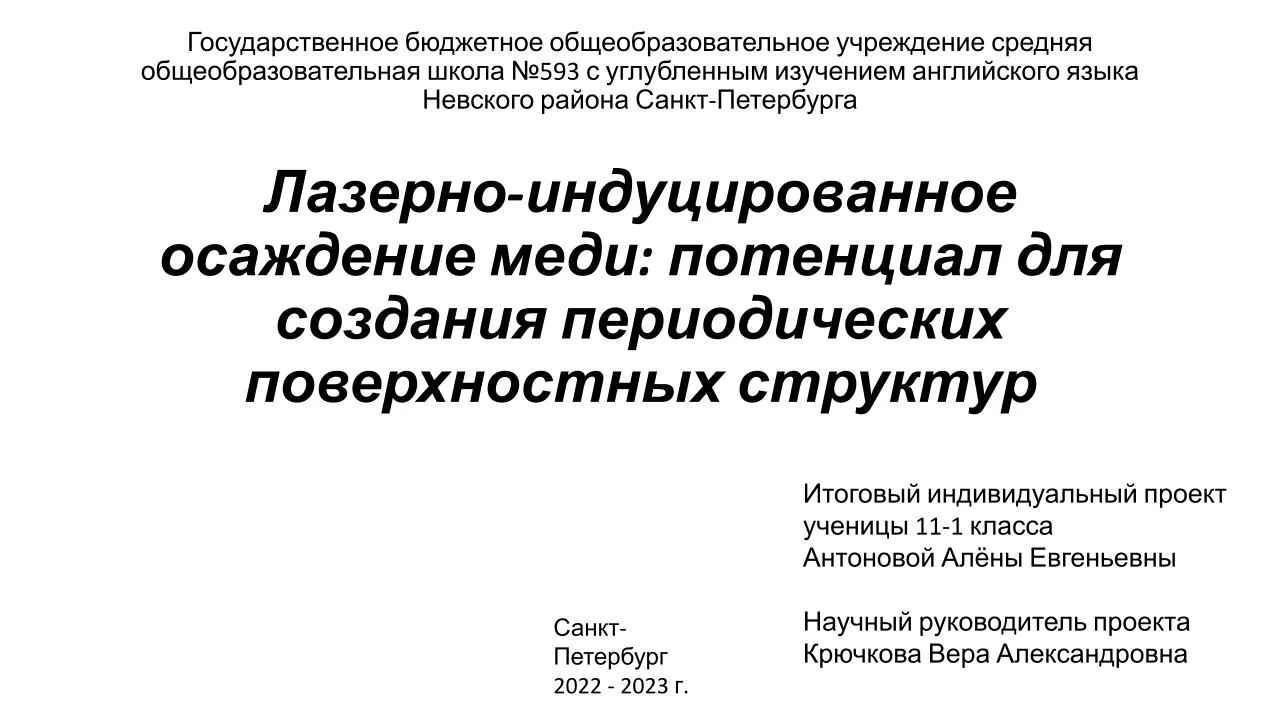 Государственное бюджетное общеобразовательное учреждение средняя
общеобразовательная школа №593 с углубленным изучением английского языка
Невского района Санкт-Петербурга
Лазерно-индуцированное
осаждение меди: потенциал для
создания периодических
поверхностных структур
Итоговый индивидуальный проект
ученицы 11-1 класса
Антоновой Алёны Евгеньевны
Научный руководитель проекта
Крючкова Вера Александровна
Санкт-
Петербург
2022 - 2023 г.